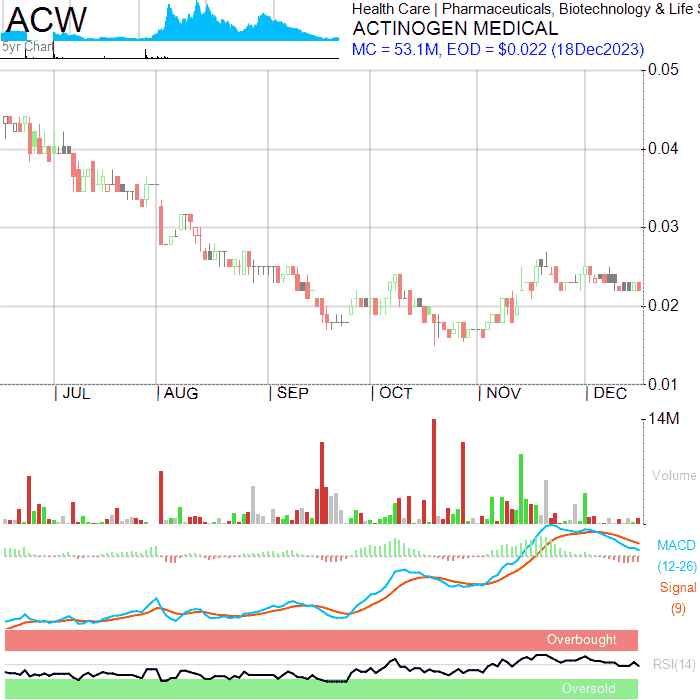 ACW
5yr Chart
Health Care | Pharmaceuticals, Biotechnology & Life S
ACTINOGEN MEDICAL
MC = 53.1M, EOD = $0.022 (18Dec2023)
0.05
0.04
0.03
0.02
0.01
JUL AUG SEP OCT NOV DEC
14M
Volume
MACD
(12-26)
Signal
(9)
Overbought
RSI(14)
Oversold